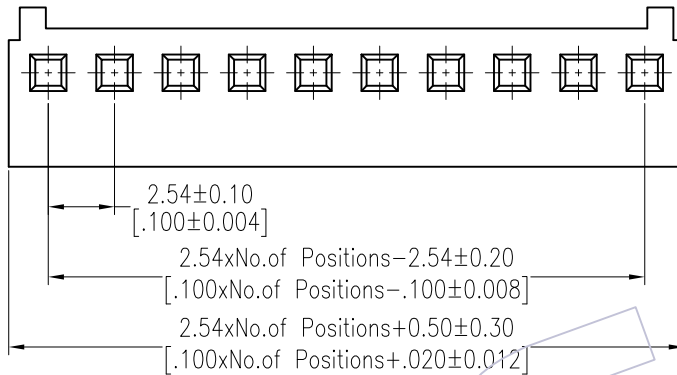 2.54±0.10
[.100±0.004]
2.54xNo.of Positions−2.54±0.20
[.100xNo.of Positions−.100±0.008]
2.54xNo.of Positions+0.50±0.30
[.100xNo.of Positions+.020±0.012]